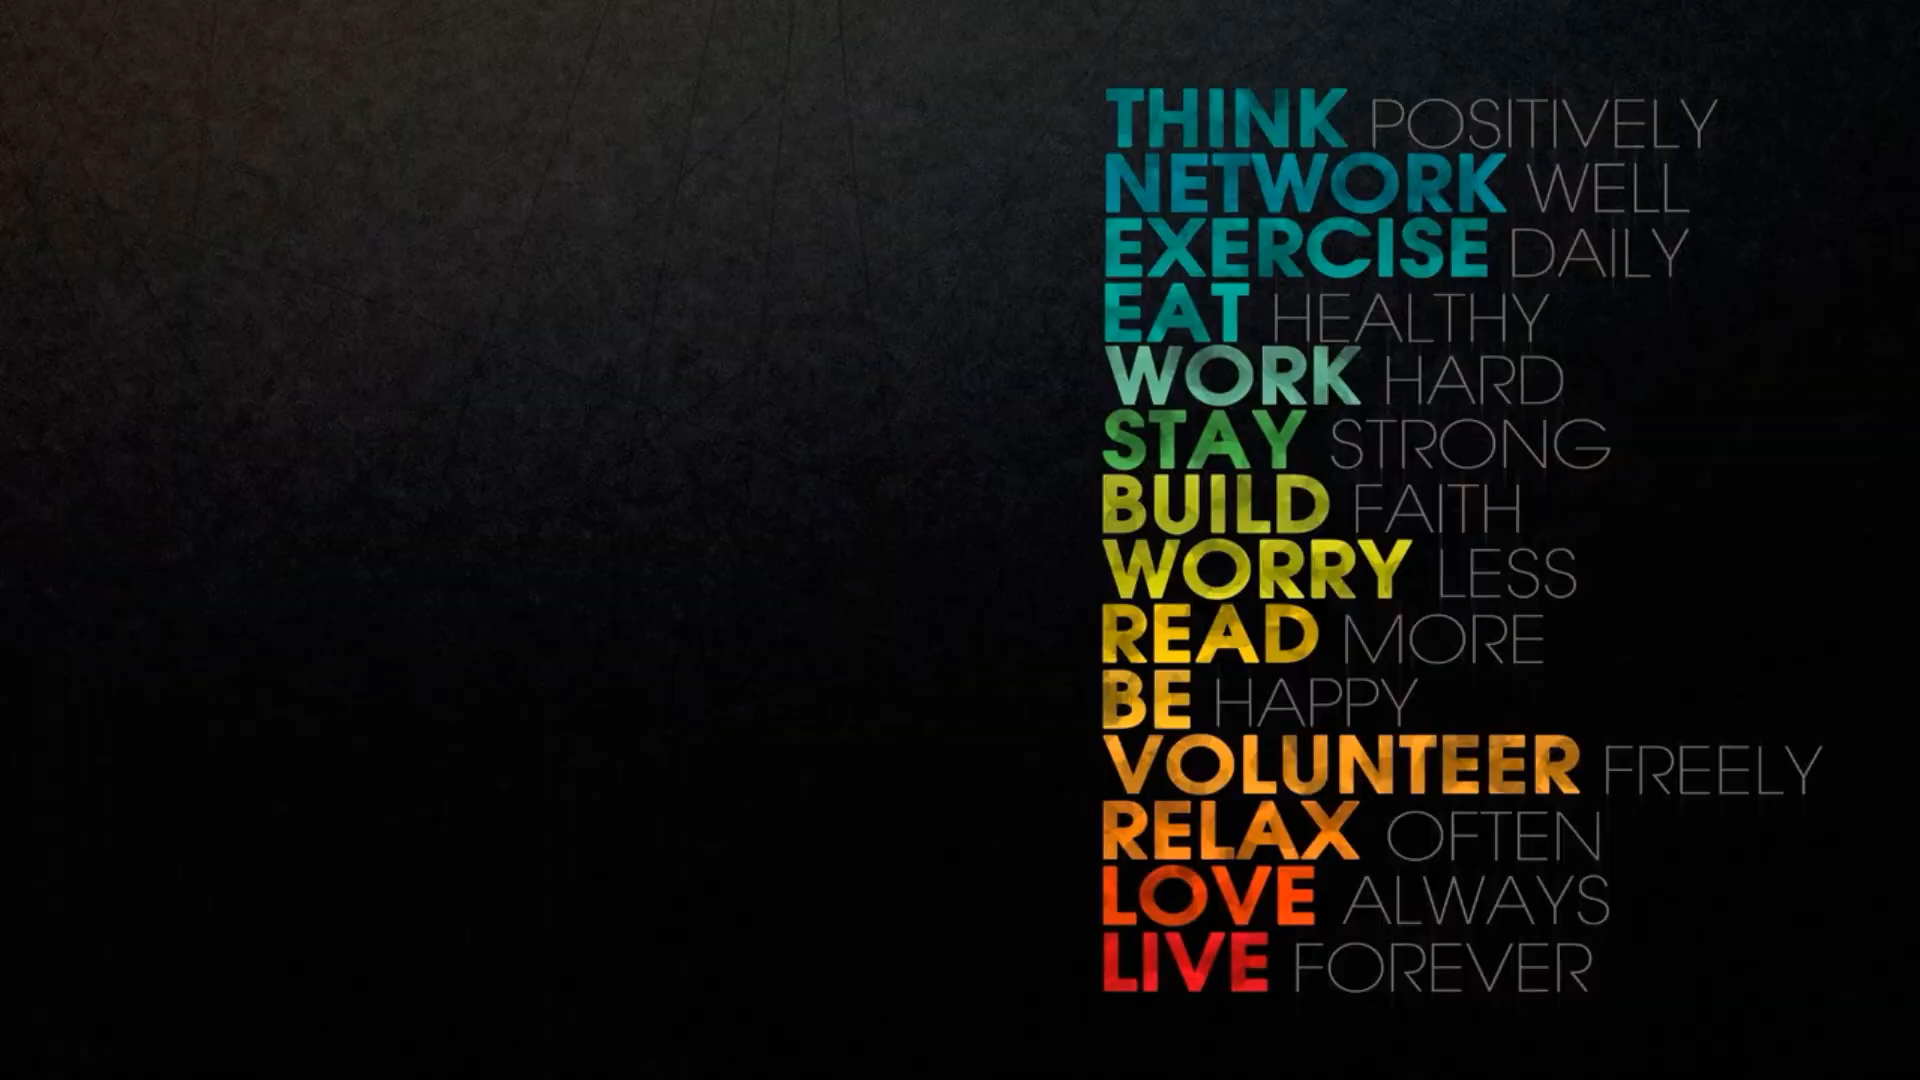 THINK POSITIVELY
NETWORK WELL
EXERCISE DAILY
EAT HEALTHY
WORK HARD
STAY STRONG
BUILD FAITH
WORRY LESS
READ MORE
BE HAPPY
VOLUNTEER FREELY
RELAX OFTEN
LOVE ALWAYS
LIVE FOREVER